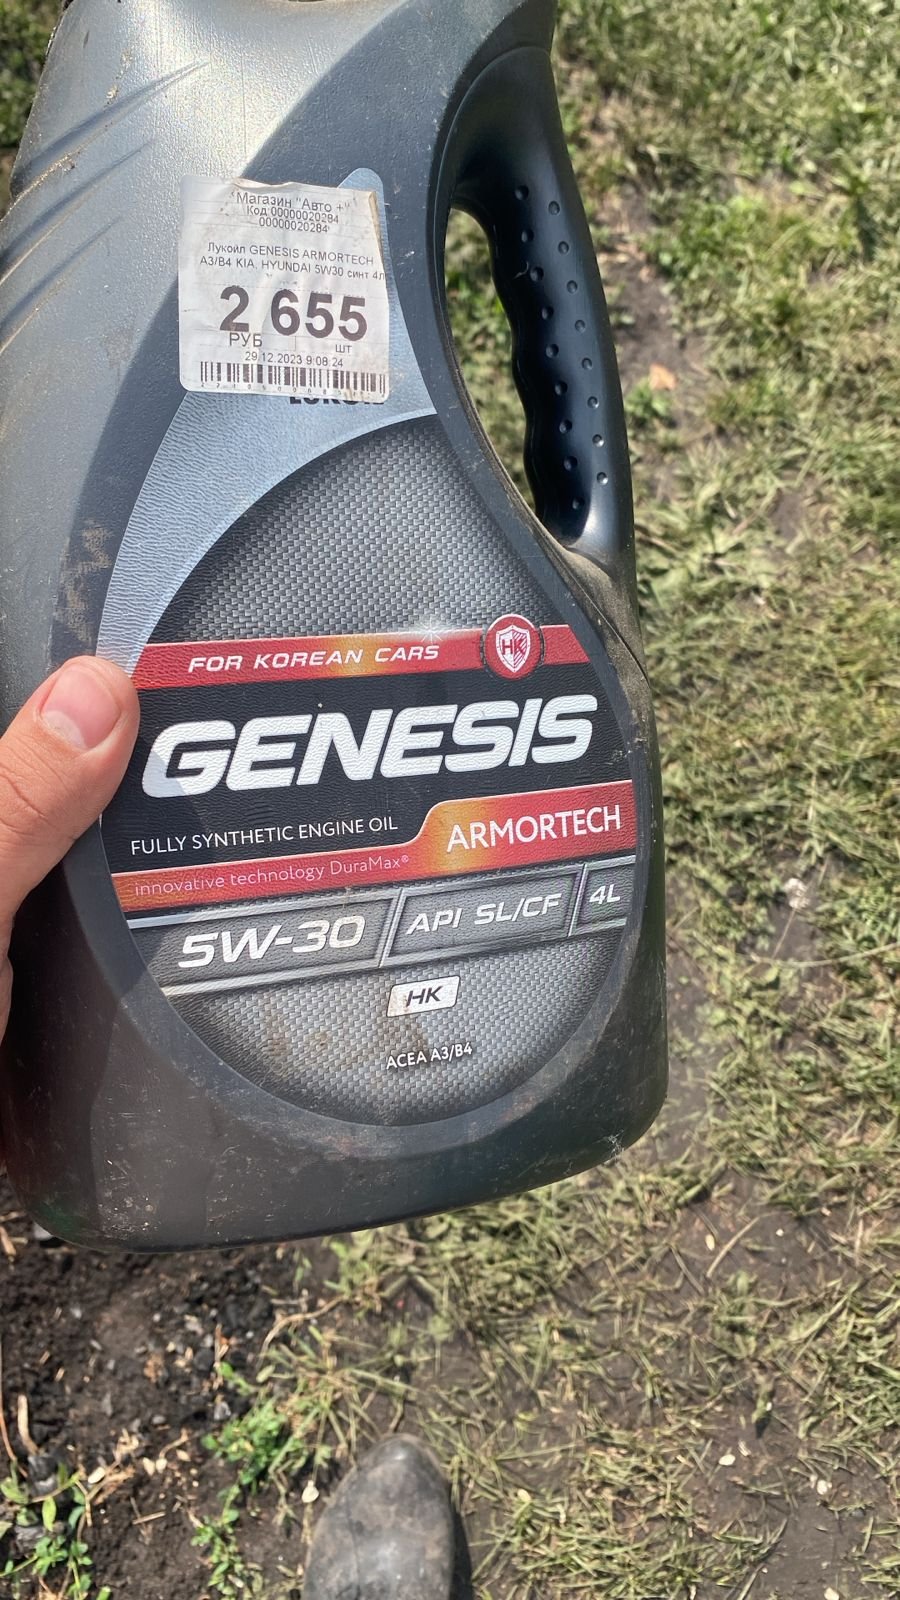 Магазин "Авто +"
Код 00000020284
00000020284
Лукойл GENESIS ARMORTECH
A3/B4 KIA, HYUNDAI 5W30 синт 4л
2 655
РУБ
шт
29.12.2023 9:08:24
FOR KOREAN CARS
HK
GENESIS
FULLY SYNTHETIC ENGINE OIL
ARMORTECH
innovative technology DuraMax®
5W-30
API SL/CF
4L
HK
ACEA A3/B4